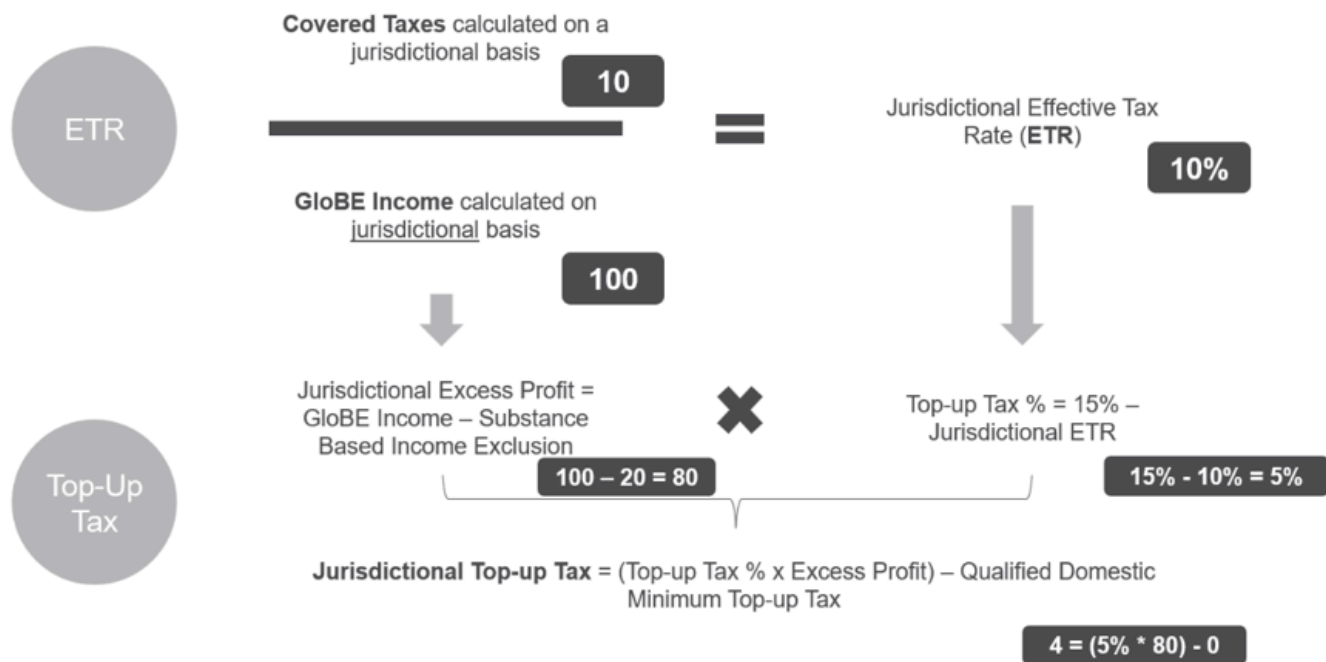 Covered Taxes calculated on a
jurisdictional basis
10
ETR
=
Jurisdictional Effective Tax
Rate (ETR)
10%
GloBE Income calculated on
jurisdictional basis
100
Jurisdictional Excess Profit =
GloBE Income – Substance
Based Income Exclusion
100 – 20 = 80
✖
Top-up Tax % = 15% –
Jurisdictional ETR
15% - 10% = 5%
Top-Up
Tax
Jurisdictional Top-up Tax = (Top-up Tax % x Excess Profit) – Qualified Domestic
Minimum Top-up Tax
4 = (5% * 80) - 0